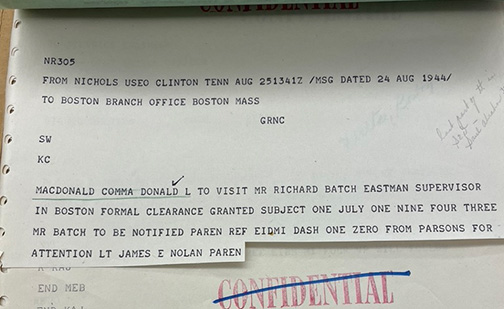 CONFIDENTIAL
NR305
FROM NICHOLS USEO CLINTON TENN AUG 251341Z /MSG DATED 24 AUG 1944/
TO BOSTON BRANCH OFFICE BOSTON MASS
GRNC
SW
KC
MACDONALD COMMA DONALD L TO VISIT MR RICHARD BATCH EASTMAN SUPERVISOR
IN BOSTON FORMAL CLEARANCE GRANTED SUBJECT ONE JULY ONE NINE FOUR THREE
MR BATCH TO BE NOTIFIED PAREN REF EIDMI DASH ONE ZERO FROM PARSONS FOR
ATTENTION LT JAMES E NOLAN PAREN
END MEB
CONFIDENTIAL